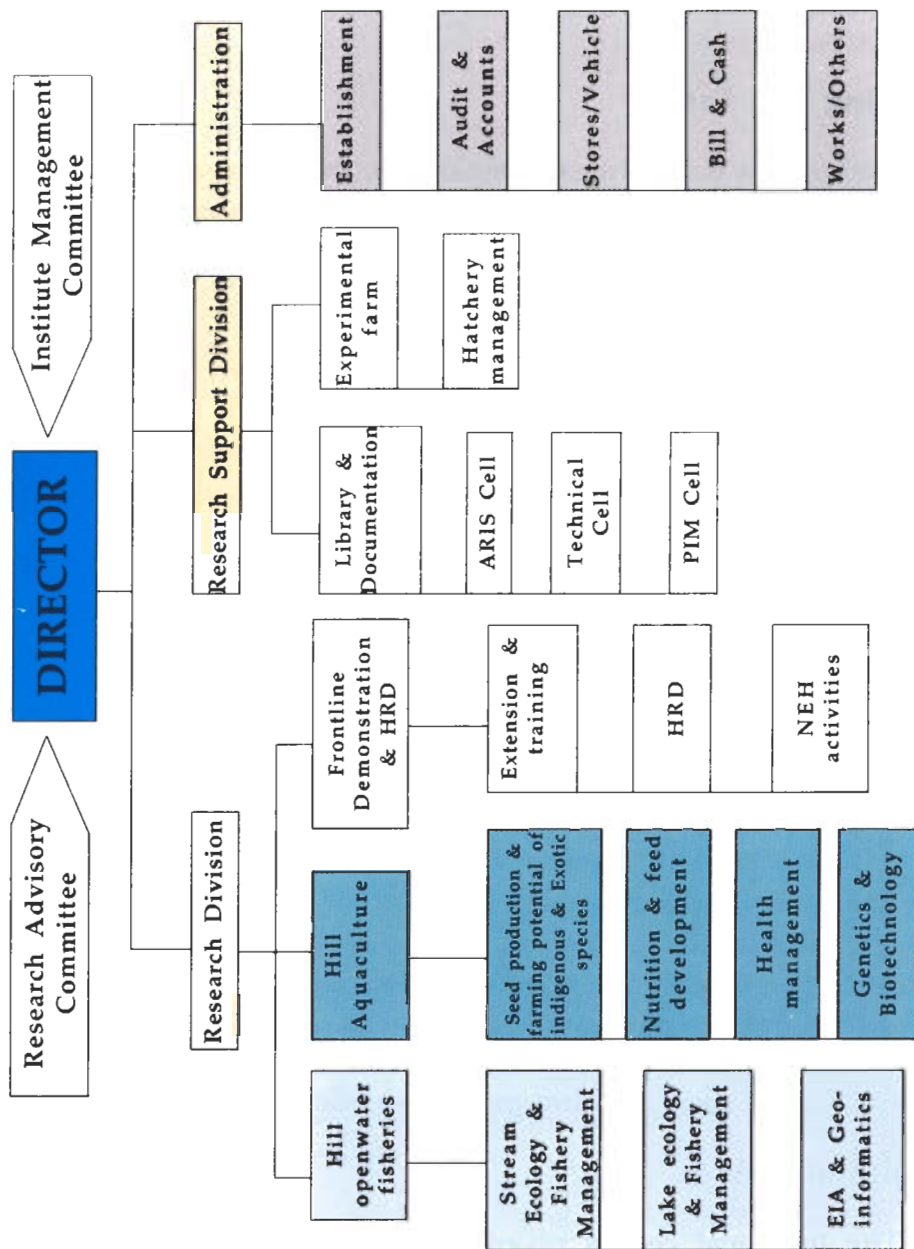 Research Advisory
Committee
DIRECTOR
Institute Management
Committee
Research Division
Research Support Division
Administration
Hill
openwater
fisheries
Hill
Aquaculture
Frontline
Demonstration
& HRD
Library &
Documentation
Experimental
farm
Establishment
Stream
Ecology &
Fishery
Management
Lake ecology
& Fishery
Management
EIA & Geo-
informatics
Seed production &
farming potential of
indigenous & Exotic
species
Nutrition & feed
development
Health
management
Genetics &
Biotechnology
Extension &
training
HRD
NEH
activities
ARIS Cell
Technical
Cell
PIM Cell
Hatchery
management
Audit &
Accounts
Stores/Vehicle
Bill & Cash
Works/Others